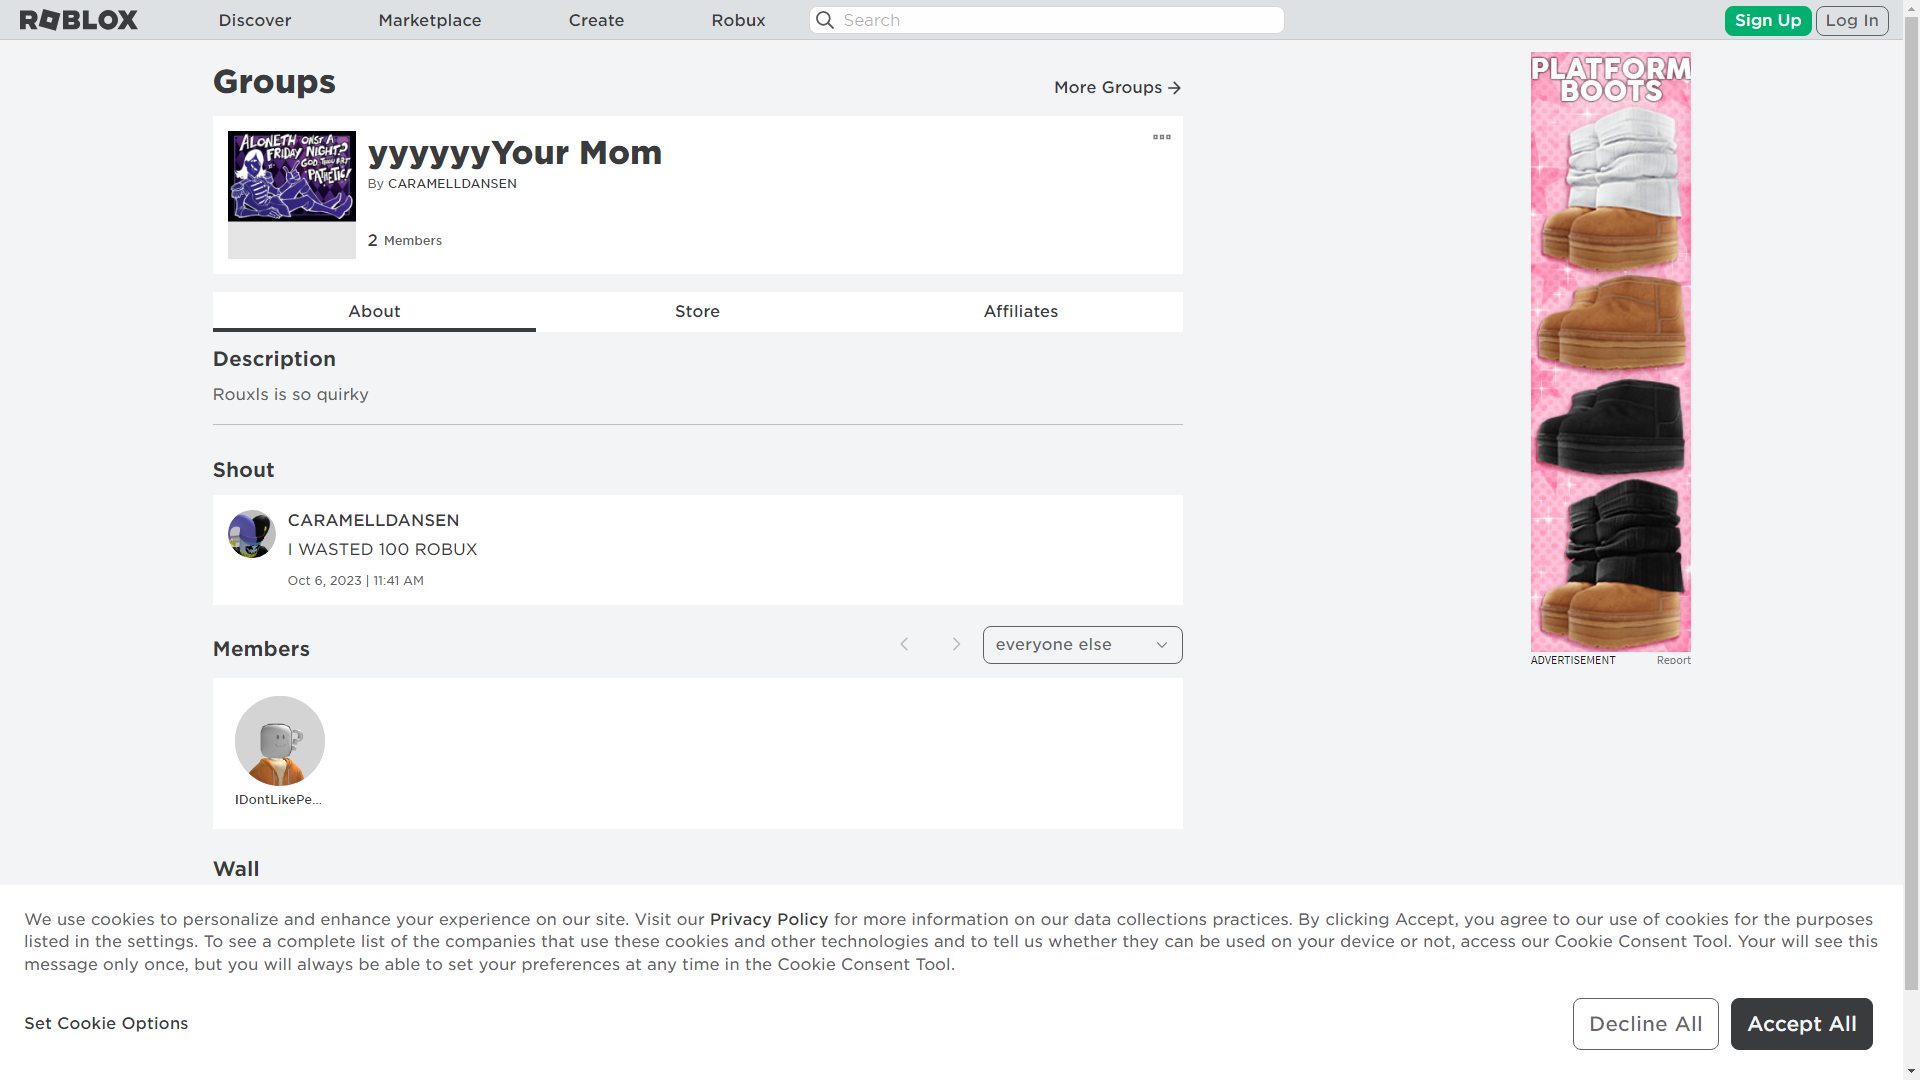 ROBLOX
Discover
Marketplace
Create
Robux
Search
Sign Up
Log In
Groups
More Groups
ALONETH ONST A
FRIDAY NIGHT?
GOD, THOU ART
PATHETIC!
yyyyyyYour Mom
By CARAMELLDANSEN
2 Members
About
Store
Affiliates
Description
Rouxls is so quirky
Shout
CARAMELLDANSEN
I WASTED 100 ROBUX
Oct 6, 2023 | 11:41 AM
Members
everyone else
IDontLikePe...
Wall
PLATFORM
BOOTS
ADVERTISEMENT
Report
We use cookies to personalize and enhance your experience on our site. Visit our Privacy Policy for more information on our data collections practices. By clicking Accept, you agree to our use of cookies for the purposes
listed in the settings. To see a complete list of the companies that use these cookies and other technologies and to tell us whether they can be used on your device or not, access our Cookie Consent Tool. Your will see this
message only once, but you will always be able to set your preferences at any time in the Cookie Consent Tool.
Set Cookie Options
Decline All
Accept All